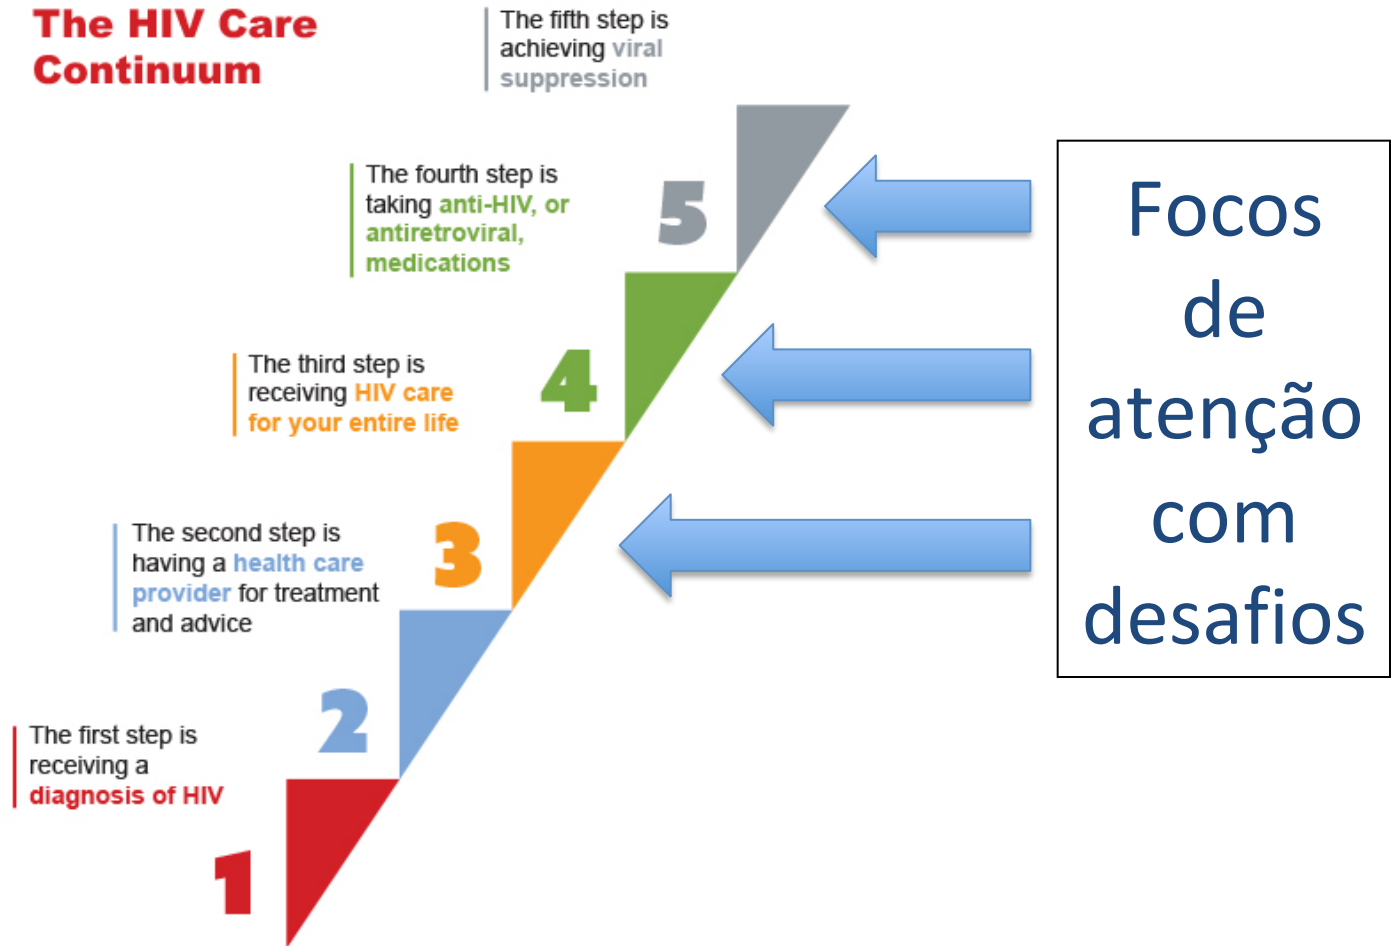 The HIV Care
Continuum
The fifth step is
achieving viral
suppression
The fourth step is
taking anti-HIV, or
antiretroviral,
medications
5
The third step is
receiving HIV care
for your entire life
4
The second step is
having a health care
provider for treatment
and advice
3
The first step is
receiving a
diagnosis of HIV
2
1
Focos
de
atenção
com
desafios